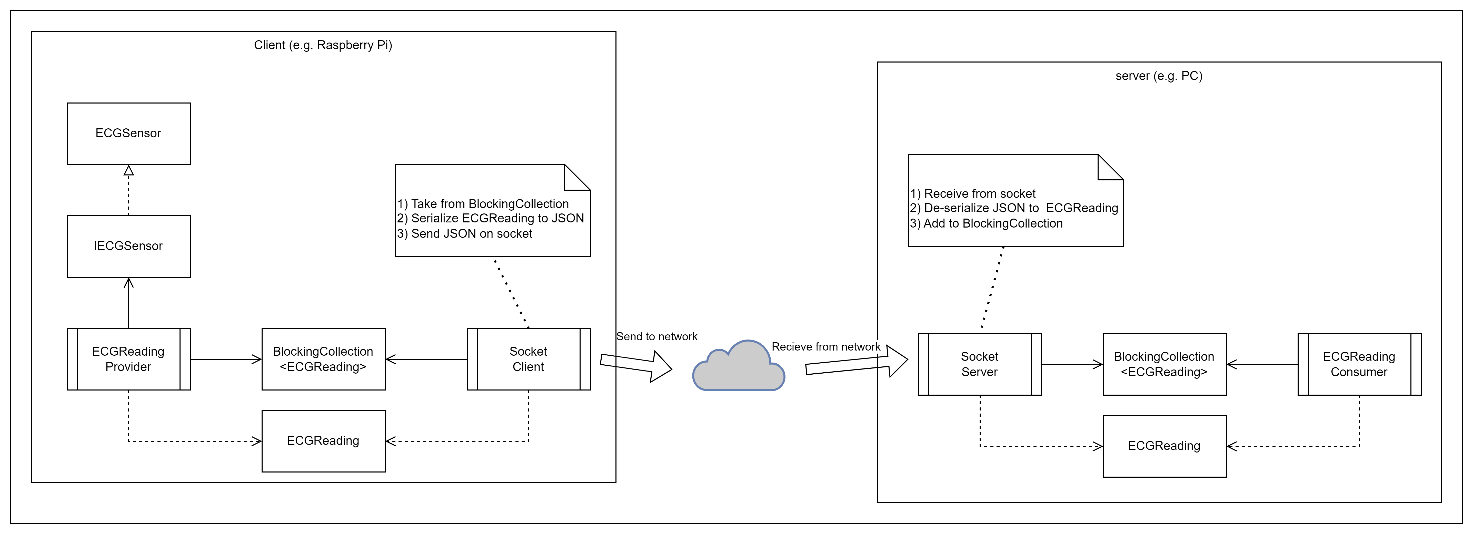 Client (e.g. Raspberry Pi)
ECGSensor
IECGSensor
1) Take from BlockingCollection
2) Serialize ECGReading to JSON
3) Send JSON on socket
ECGReading
Provider
BlockingCollection
<ECGReading>
Socket
Client
ECGReading
Send to network
Recieve from network
server (e.g. PC)
1) Receive from socket
2) De-serialize JSON to  ECGReading
3) Add to BlockingCollection
Socket
Server
BlockingCollection
<ECGReading>
ECGReading
Consumer
ECGReading